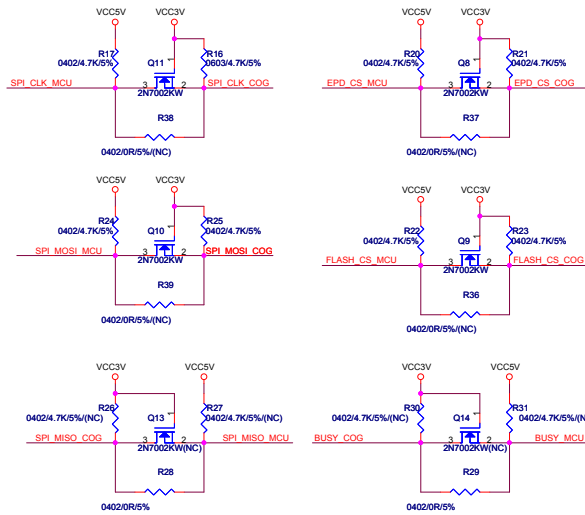 VCC5V VCC3V
R17 Q11 R16
0402/4.7K/5% 0603/4.7K/5%
1
SPI_CLK_MCU 3 2 SPI_CLK_COG
2N7002KW
R38
0402/0R/5%/(NC)
VCC5V VCC3V
R20 Q8 R21
0402/4.7K/5% 0402/4.7K/5%
1
EPD_CS_MCU 3 2 EPD_CS_COG
2N7002KW
R37
0402/0R/5%/(NC)
VCC5V VCC3V
R24 Q10 R25
0402/4.7K/5% 0402/4.7K/5%
1
SPI_MOSI_MCU 3 2 SPI_MOSI_COG
2N7002KW
R39
0402/0R/5%/(NC)
VCC5V VCC3V
R22 Q9 R23
0402/4.7K/5% 0402/4.7K/5%
1
FLASH_CS_MCU 3 2 FLASH_CS_COG
2N7002KW
R36
0402/0R/5%/(NC)
VCC3V VCC5V
R26 Q13 R27
0402/4.7K/5%/(NC) 0402/4.7K/5%/(NC)
1
SPI_MISO_COG 3 2 SPI_MISO_MCU
2N7002KW(NC)
R28
0402/0R/5%
VCC3V VCC5V
R30 Q14 R31
0402/4.7K/5%/(NC) 0402/4.7K/5%/(N
1
BUSY_COG 3 2 BUSY_MCU
2N7002KW(NC)
R29
0402/0R/5%